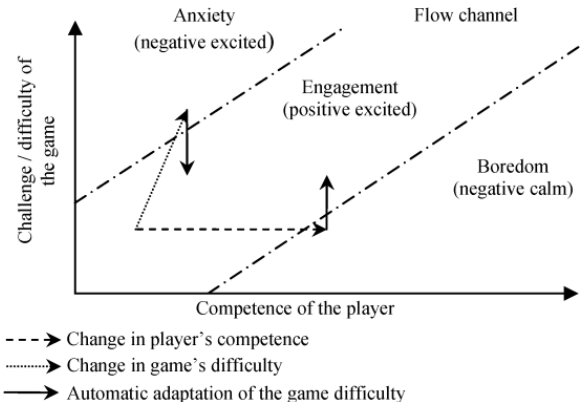 Anxiety
(negative excited)
Flow channel
Engagement
(positive excited)
Boredom
(negative calm)
Challenge / difficulty of
the game
Competence of the player
Change in player's competence
Change in game's difficulty
Automatic adaptation of the game difficulty